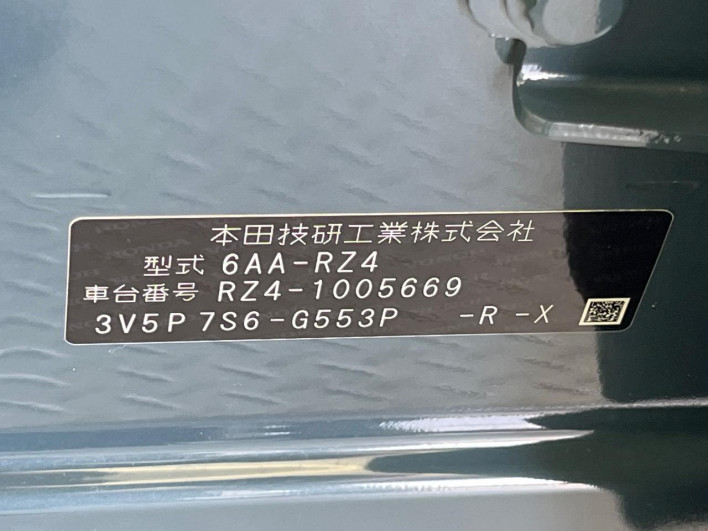 本田技研工業株式会社
型式 6AA-RZ4
車台番号 RZ4-1005669
3V5P 7S6-G553P -R -X